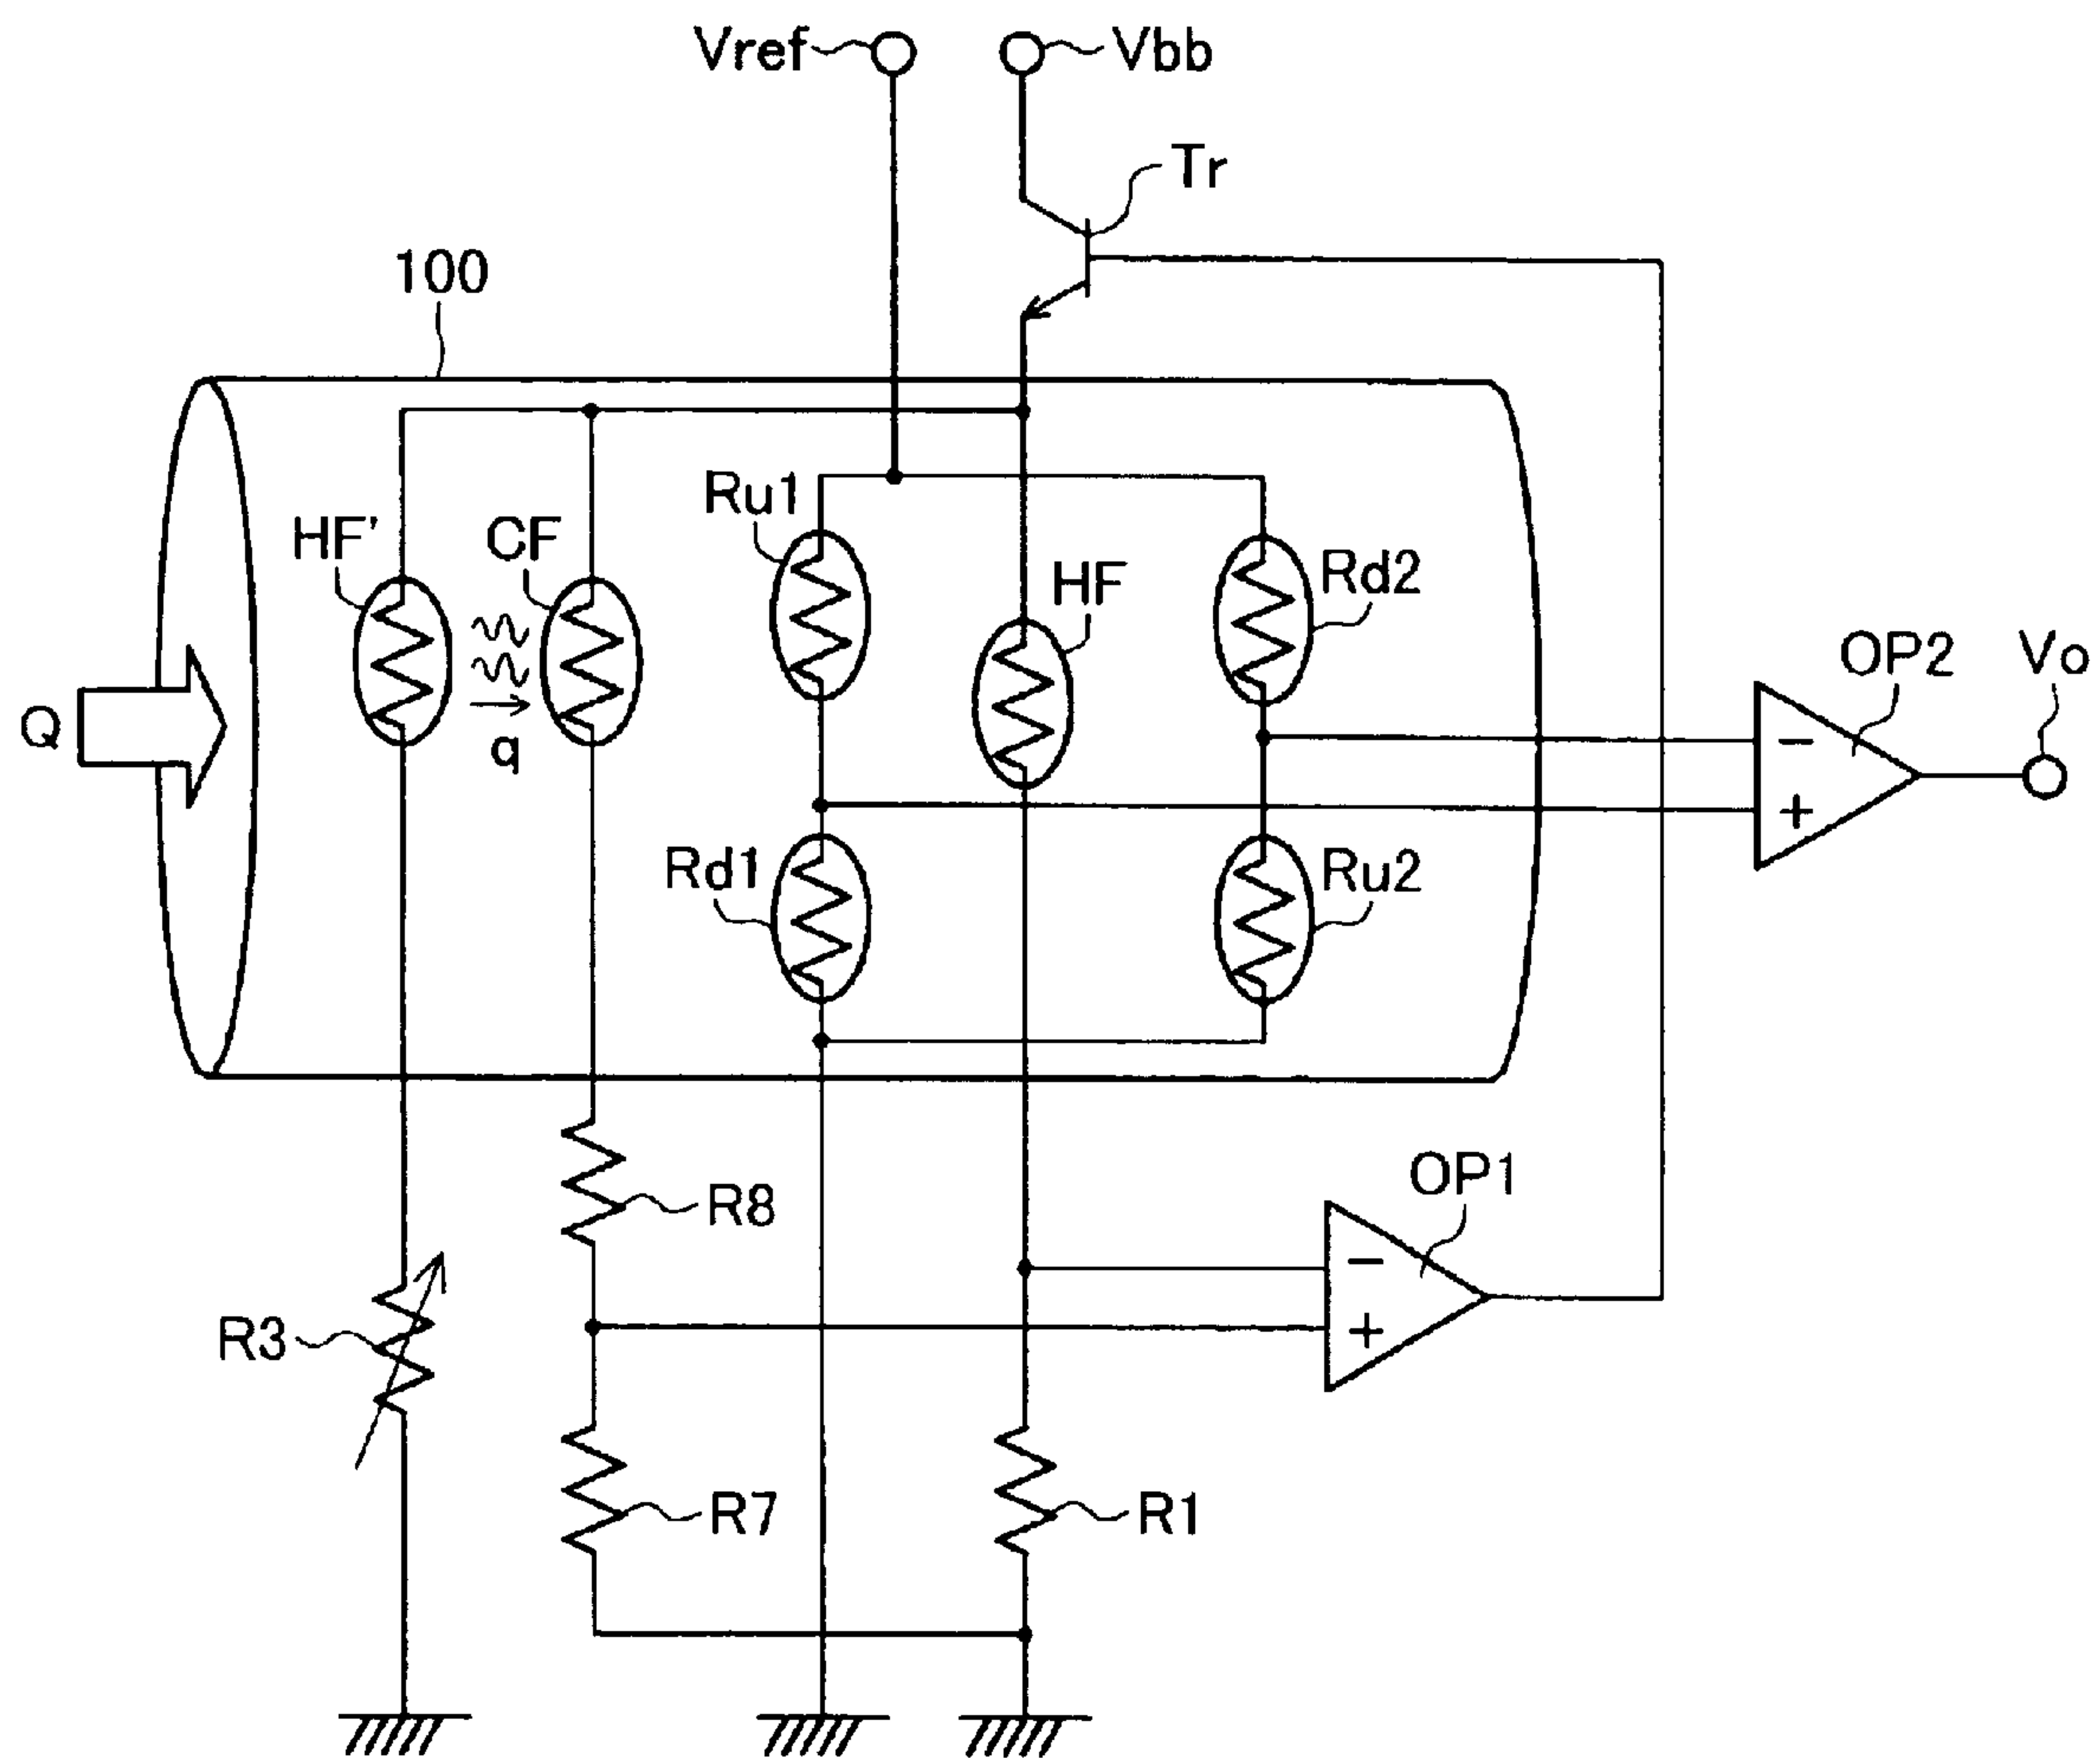 Vref
Vbb
Tr
100
Ru1
HF'
CF
HF
Rd2
OP2
Vo
Q
q
−
+
Rd1
Ru2
R8
OP1
−
+
R3
R7
R1